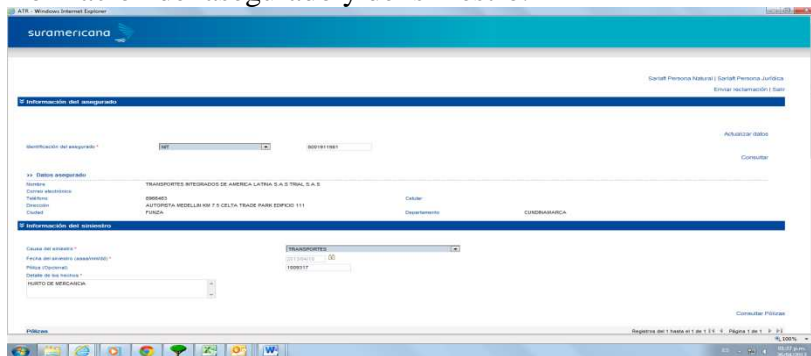 ATR - Windows Internet Explorer
suramericana
Sarlaft Persona Natural | Sarlaft Persona Jurídica
Enviar reclamación | Salir
Información del asegurado
Actualizar datos
Identificación del asegurado * NIT
Consultar
>> Datos asegurado
Nombre TRANSPORTES INTEGRADOS DE AMERICA LATINA S.A.S TRIAL S.A.S
Correo electrónico
Teléfono Celular
Dirección AUTOPISTA MEDELLIN KM 7 5 CELTA TRADE PARK EDIFICIO 111
Ciudad FUNZA Departamento CUNDINAMARCA
Información del siniestro
Causa del siniestro * TRANSPORTES
Fecha del siniestro (aaaa/mm/dd) *
Póliza (Opcional)
Detalle de los hechos *
HURTO DE MERCANCIA
Consultar Pólizas
Pólizas Registros del 1 hasta el 1 de 1 Página 1 de 1
100%
ES 05:27 p.m.